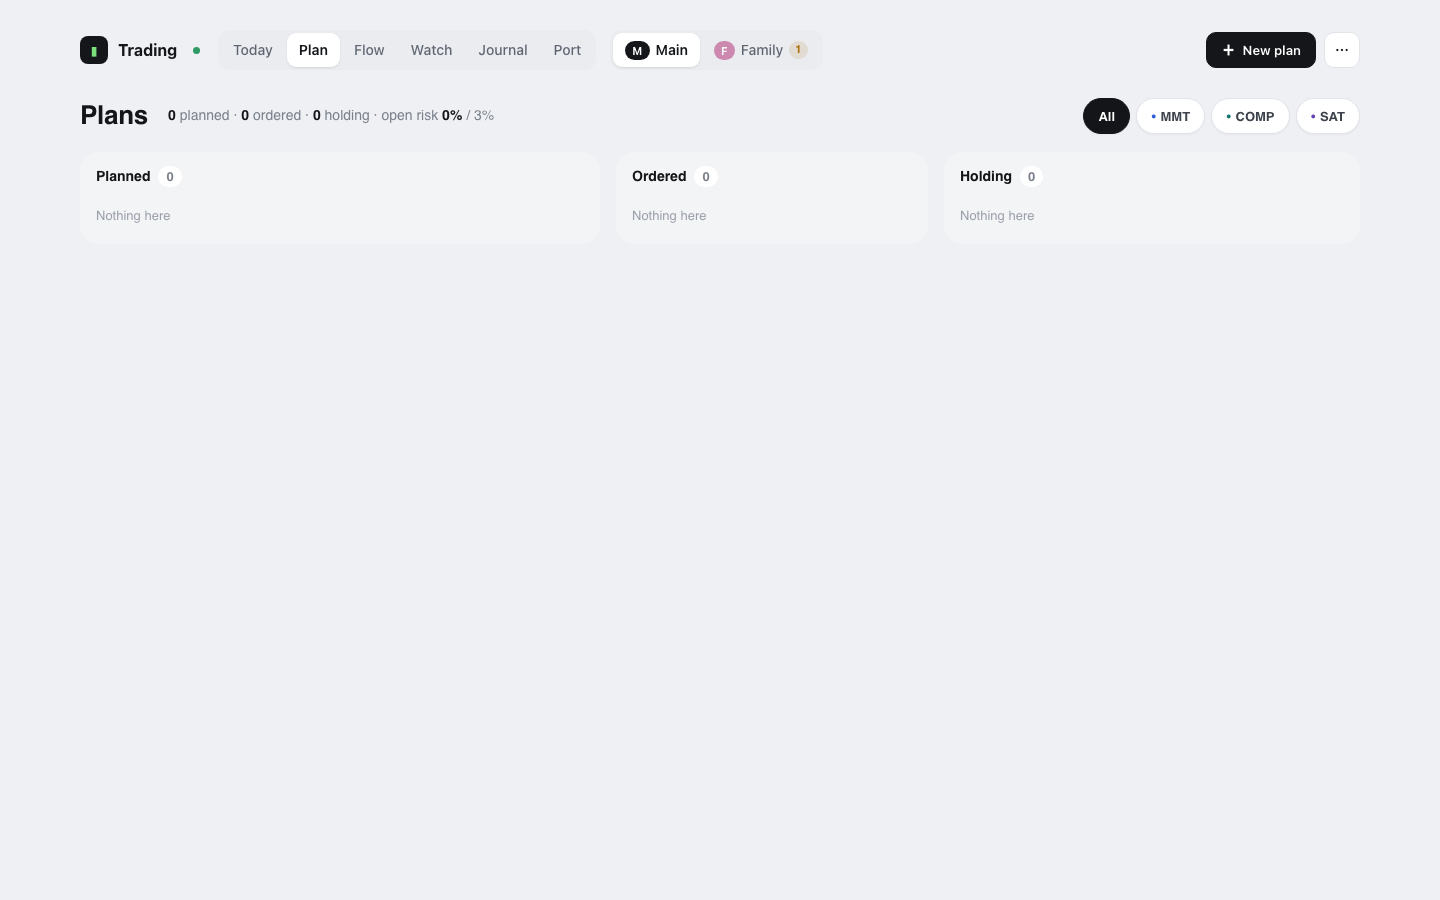 Trading Today Plan Flow Watch Journal Port M Main F Family 1 + New plan ...
Plans 0 planned · 0 ordered · 0 holding · open risk 0% / 3% All • MMT • COMP • SAT
Planned 0 Ordered 0 Holding 0
Nothing here Nothing here Nothing here